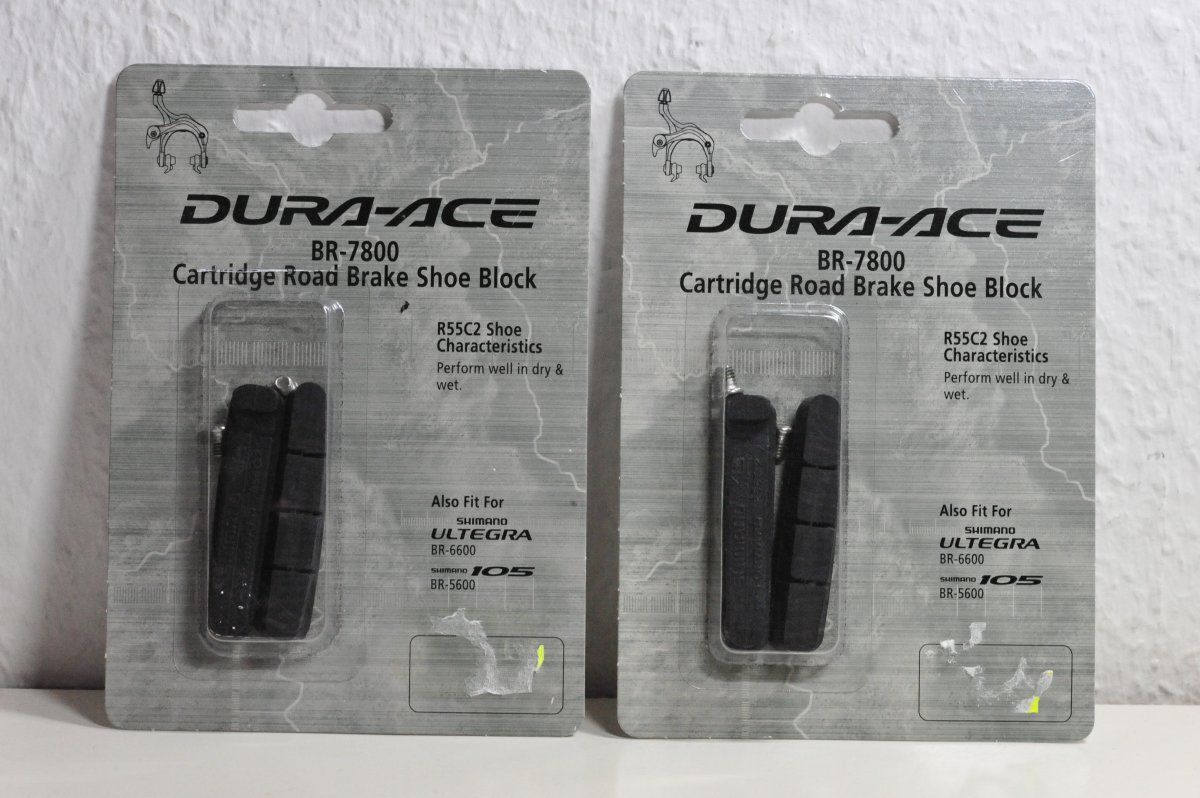 DURA-ACE
BR-7800
Cartridge Road Brake Shoe Block
R55C2 Shoe
Characteristics
Perform well in dry &
wet.
Also Fit For
SHIMANO
ULTEGRA
BR-6600
SHIMANO 105
BR-5600
DURA-ACE
BR-7800
Cartridge Road Brake Shoe Block
R55C2 Shoe
Characteristics
Perform well in dry &
wet.
Also Fit For
SHIMANO
ULTEGRA
BR-6600
SHIMANO 105
BR-5600